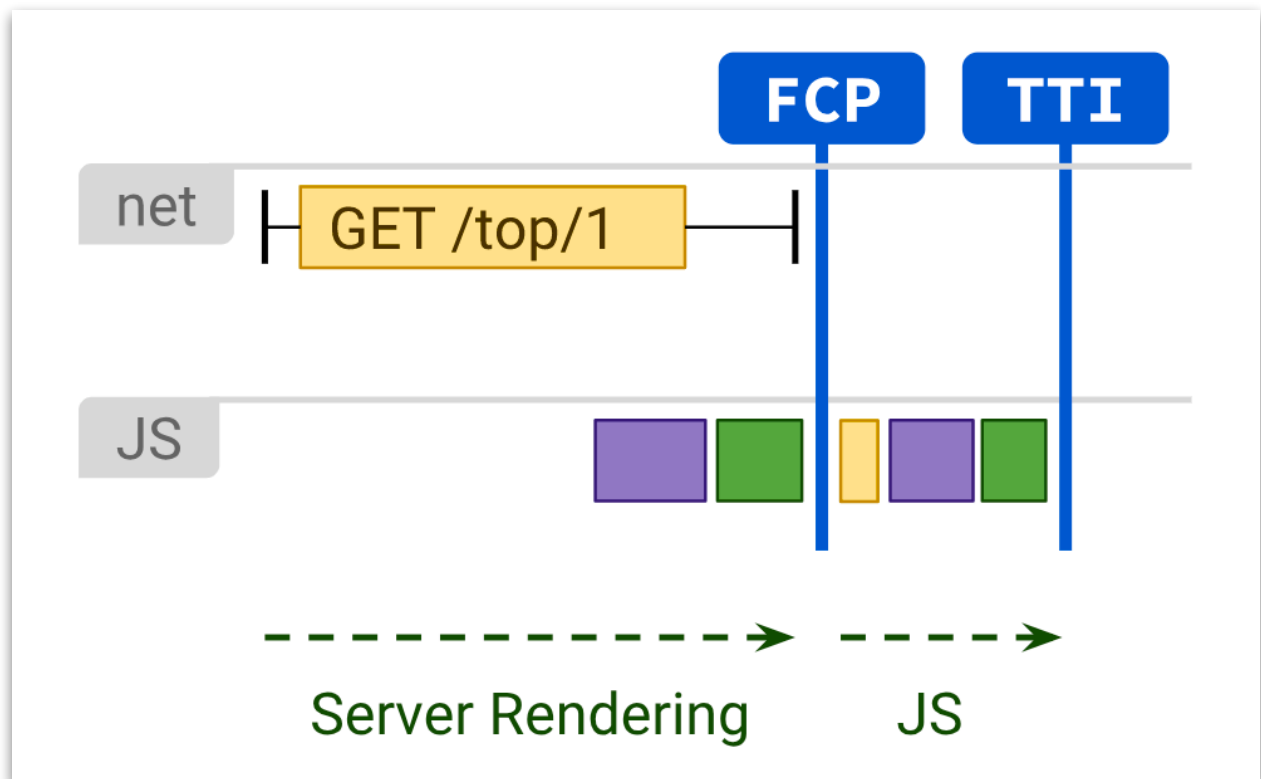 FCP
TTI
net
GET /top/1
JS
Server Rendering
JS